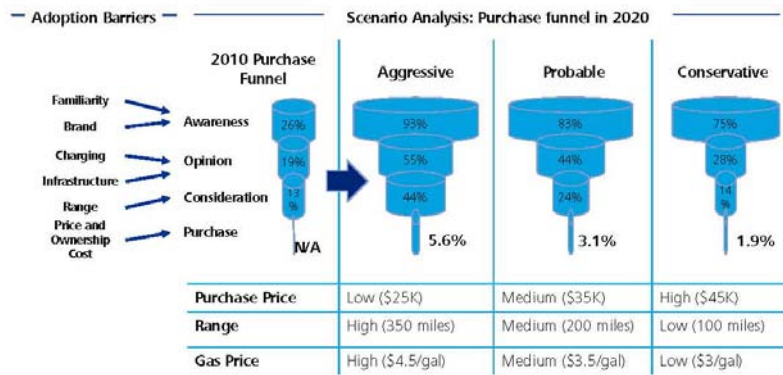 Adoption Barriers
Scenario Analysis: Purchase funnel in 2020
2010 Purchase
Funnel
Aggressive
Probable
Conservative
Familiarity
Brand
Charging
Infrastructure
Range
Price and
Ownership
Cost
Awareness
Opinion
Consideration
Purchase
26%
19%
13
%
N/A
93%
55%
44%
5.6%
83%
44%
24%
3.1%
75%
28%
14
%
1.9%
Purchase Price Low ($25K) Medium ($35K) High ($45K)
Range High (350 miles) Medium (200 miles) Low (100 miles)
Gas Price High ($4.5/gal) Medium ($3.5/gal) Low ($3/gal)